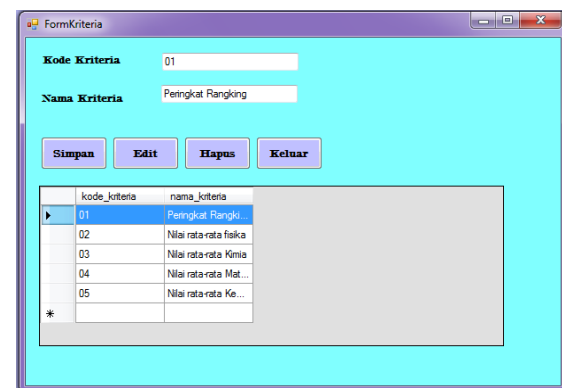 FormKriteria
Kode Kriteria 01
Nama Kriteria Peringkat Rangking
Simpan Edit Hapus Keluar
kode_kriteria nama_kriteria
01 Peringkat Rangki...
02 Nilai rata-rata fisika
03 Nilai rata-rata Kimia
04 Nilai rata-rata Mat...
05 Nilai rata-rata Ke...